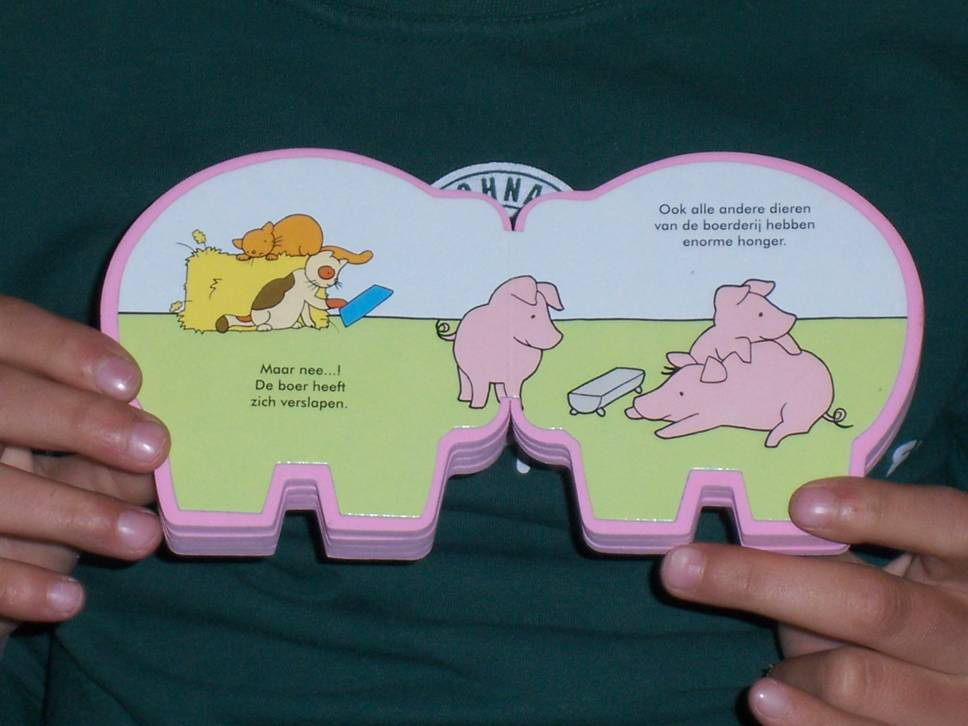 Maar nee...!
De boer heeft
zich verslapen.
Ook alle andere dieren
van de boerderij hebben
enorme honger.